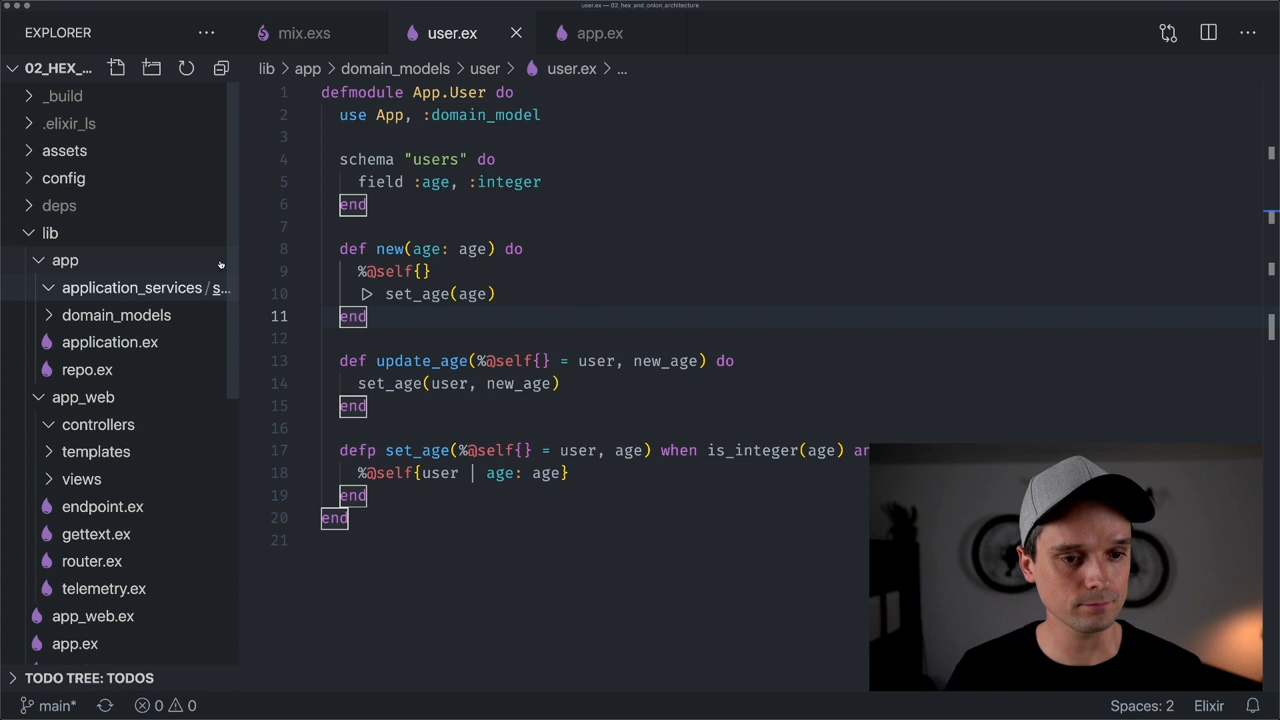 user.ex — 02_hex_and_onion_architecture
EXPLORER
mix.exs
user.ex
app.ex
02_HEX_...
lib > app > domain_models > user > user.ex > ...
_build
.elixir_ls
assets
config
deps
lib
app
application_services / s...
domain_models
application.ex
repo.ex
app_web
controllers
templates
views
endpoint.ex
gettext.ex
router.ex
telemetry.ex
app_web.ex
app.ex
TODO TREE: TODOS
1 defmodule App.User do
2 use App, :domain_model
3
4 schema "users" do
5 field :age, :integer
6 end
7
8 def new(age: age) do
9 %@self{}
10 |> set_age(age)
11 end
12
13 def update_age(%@self{} = user, new_age) do
14 set_age(user, new_age)
15 end
16
17 defp set_age(%@self{} = user, age) when is_integer(age) an
18 %@self{user | age: age}
19 end
20 end
21
main* 0 0 Spaces: 2 Elixir